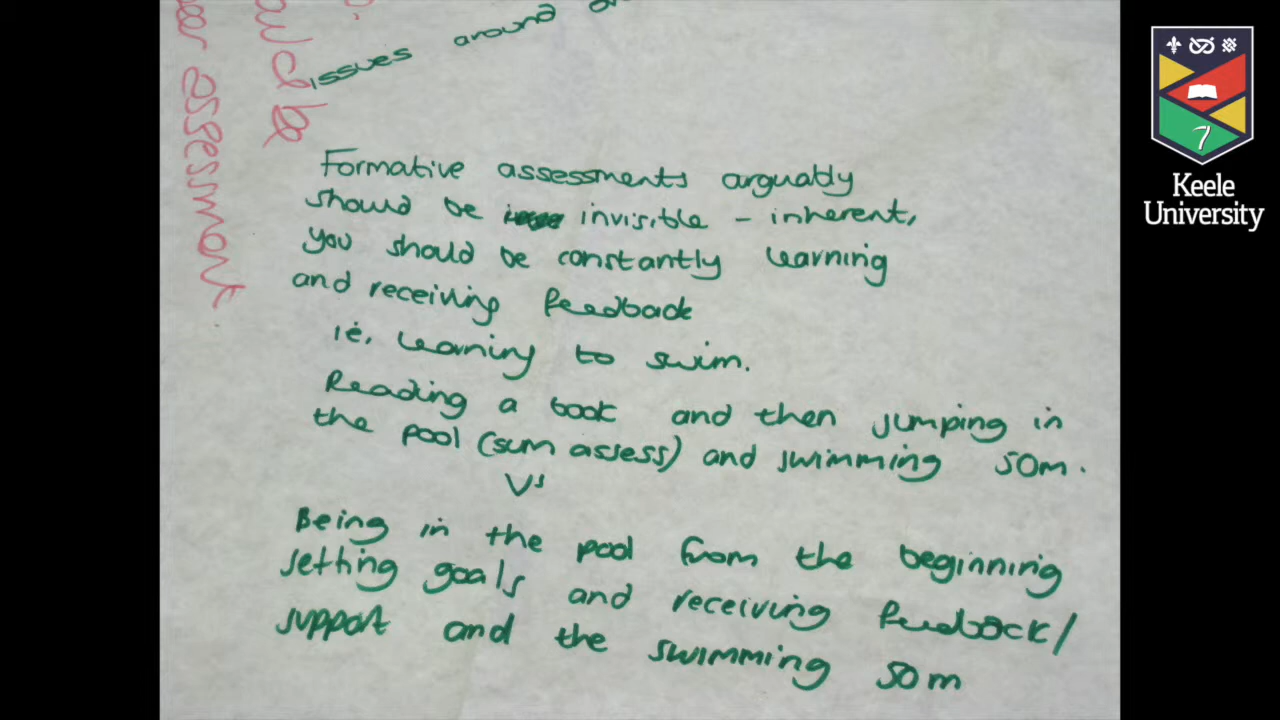 issues around
assessment
Formative assessments arguably
should be invisible - inherent,
you should be constantly learning
and receiving feedback
i.e. learning to swim.
Reading a book and then jumping in
the pool (sum assess) and swimming 50m.
Vs
Being in the pool from the beginning
setting goals and receiving feedback/
support and the swimming 50m
Keele
University